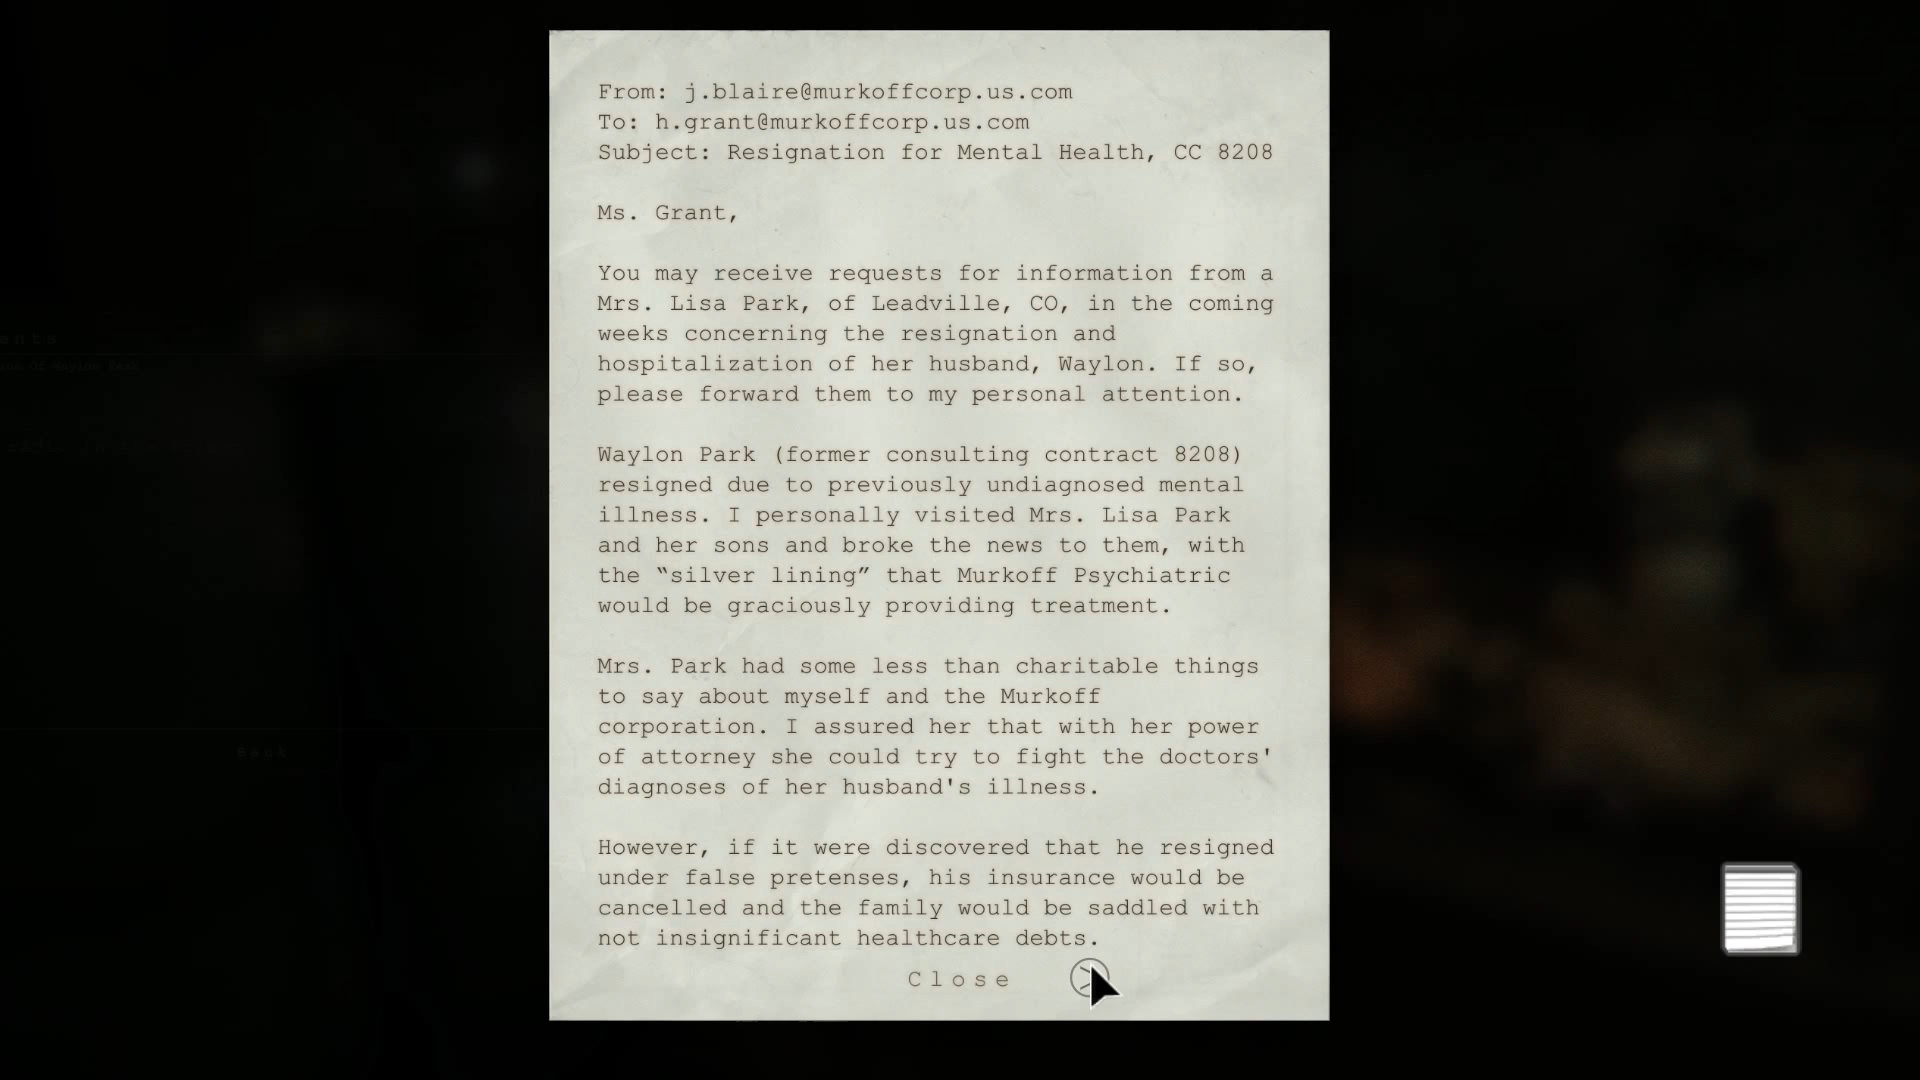 From: j.blaire@murkoffcorp.us.com
To: h.grant@murkoffcorp.us.com
Subject: Resignation for Mental Health, CC 8208
Ms. Grant,
You may receive requests for information from a
Mrs. Lisa Park, of Leadville, CO, in the coming
weeks concerning the resignation and
hospitalization of her husband, Waylon. If so,
please forward them to my personal attention.
Waylon Park (former consulting contract 8208)
resigned due to previously undiagnosed mental
illness. I personally visited Mrs. Lisa Park
and her sons and broke the news to them, with
the “silver lining” that Murkoff Psychiatric
would be graciously providing treatment.
Mrs. Park had some less than charitable things
to say about myself and the Murkoff
corporation. I assured her that with her power
of attorney she could try to fight the doctors'
diagnoses of her husband's illness.
However, if it were discovered that he resigned
under false pretenses, his insurance would be
cancelled and the family would be saddled with
not insignificant healthcare debts.
Close
Back